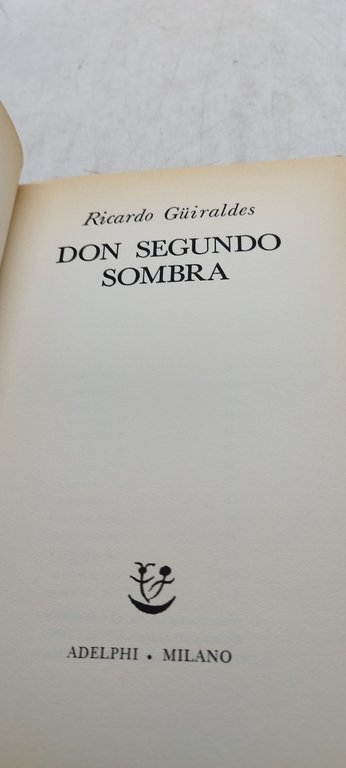 Ricardo Güiraldes
DON SEGUNDO
SOMBRA
ADELPHI • MILANO